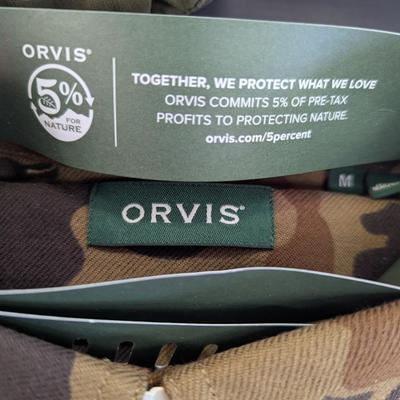 ORVIS®
5%
FOR
NATURE
TOGETHER, WE PROTECT WHAT WE LOVE
ORVIS COMMITS 5% OF PRE-TAX
PROFITS TO PROTECTING NATURE.
orvis.com/5percent
M
ORVIS®